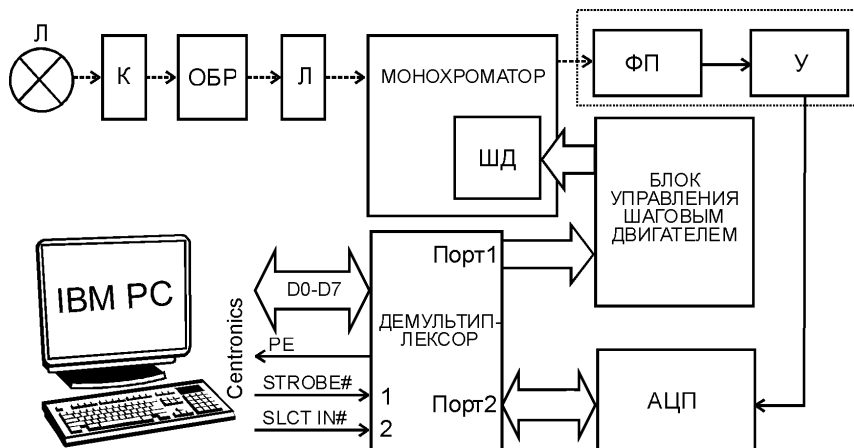 Л
К
ОБР
Л
МОНОХРОМАТОР
ФП
У
ШД
БЛОК
УПРАВЛЕНИЯ
ШАГОВЫМ
ДВИГАТЕЛЕМ
IBM PC
Centronics
D0-D7
PE
STROBE#
SLCT IN#
Порт1
ДЕМУЛЬТИП-
ЛЕКСОР
1
2
Порт2
АЦП